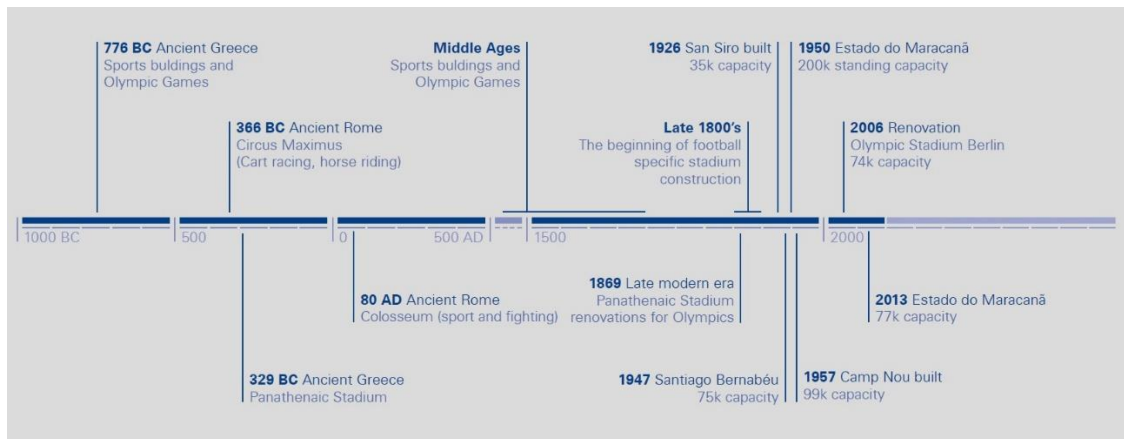 776 BC Ancient Greece
Sports buldings and
Olympic Games
Middle Ages
Sports buldings and
Olympic Games
1926 San Siro built
35k capacity
1950 Estado do Maracanã
200k standing capacity
366 BC Ancient Rome
Circus Maximus
(Cart racing, horse riding)
Late 1800's
The beginning of football
specific stadium
construction
2006 Renovation
Olympic Stadium Berlin
74k capacity
1000 BC
500
0
500 AD
1500
2000
80 AD Ancient Rome
Colosseum (sport and fighting)
1869 Late modern era
Panathenaic Stadium
renovations for Olympics
2013 Estado do Maracanã
77k capacity
329 BC Ancient Greece
Panathenaic Stadium
1947 Santiago Bernabéu
75k capacity
1957 Camp Nou built
99k capacity